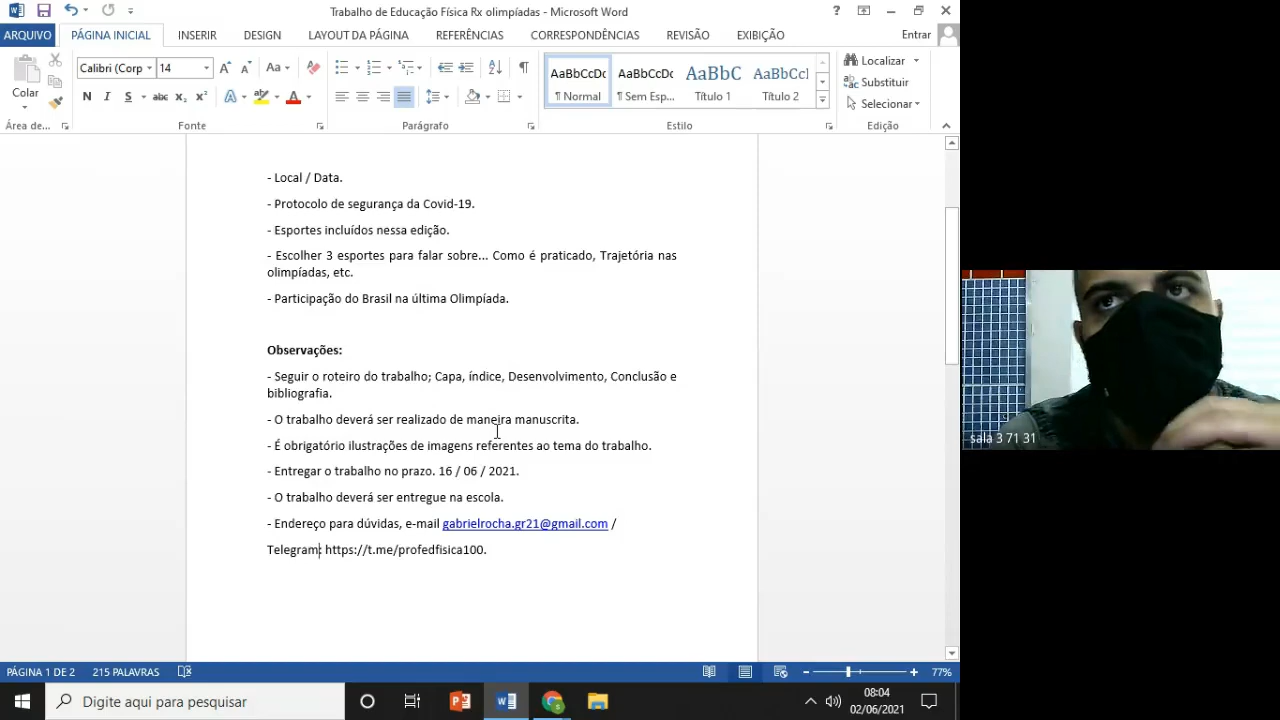 Trabalho de Educação Física Rx olimpíadas - Microsoft Word
ARQUIVO PÁGINA INICIAL INSERIR DESIGN LAYOUT DA PÁGINA REFERÊNCIAS CORRESPONDÊNCIAS REVISÃO EXIBIÇÃO Entrar
Calibri (Corp 14
Colar
N I S abc x₂ x²
AaBbCcDc AaBbCcDc AaBbC AaBbCcI
¶ Normal ¶ Sem Esp... Título 1 Título 2
Localizar
Substituir
Selecionar
Área de... Fonte Parágrafo Estilo Edição
- Local / Data.
- Protocolo de segurança da Covid-19.
- Esportes incluídos nessa edição.
- Escolher 3 esportes para falar sobre... Como é praticado, Trajetória nas
olimpíadas, etc.
- Participação do Brasil na última Olimpíada.
Observações:
- Seguir o roteiro do trabalho; Capa, índice, Desenvolvimento, Conclusão e
bibliografia.
- O trabalho deverá ser realizado de maneira manuscrita.
- É obrigatório ilustrações de imagens referentes ao tema do trabalho.
- Entregar o trabalho no prazo. 16 / 06 / 2021.
- O trabalho deverá ser entregue na escola.
- Endereço para dúvidas, e-mail gabrielrocha.gr21@gmail.com /
Telegram: https://t.me/profedfisica100.
sala 3 71 31
PÁGINA 1 DE 2 215 PALAVRAS 77%
Digite aqui para pesquisar
08:04
02/06/2021